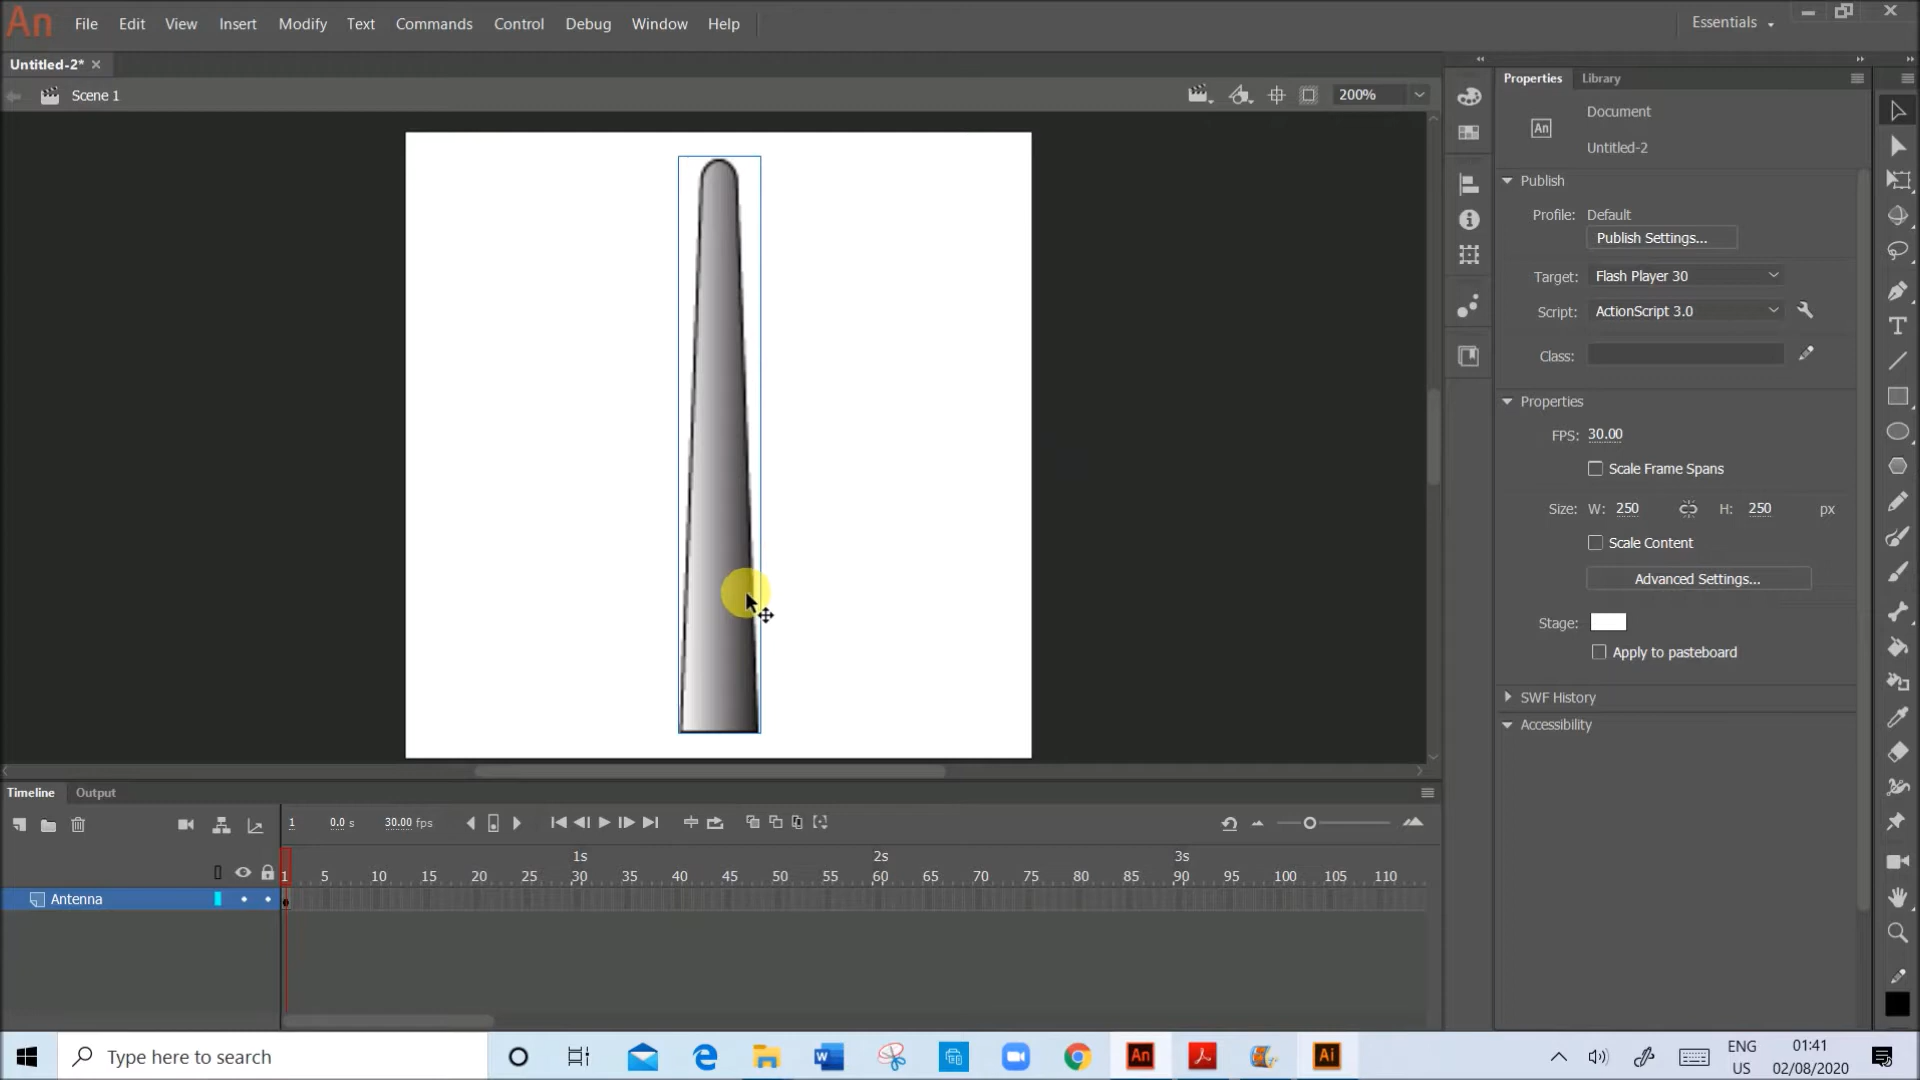 An File Edit View Insert Modify Text Commands Control Debug Window Help Essentials
Untitled-2*
Scene 1 200%
Properties Library
Document
An
Untitled-2
Publish
Profile: Default
Publish Settings...
Target: Flash Player 30
Script: ActionScript 3.0
Class:
Properties
FPS: 30.00
Scale Frame Spans
Size: W: 250 H: 250 px
Scale Content
Advanced Settings...
Stage:
Apply to pasteboard
SWF History
Accessibility
Timeline Output
1 0.0 s 30.00 fps
1s 2s 3s
1 5 10 15 20 25 30 35 40 45 50 55 60 65 70 75 80 85 90 95 100 105 110
Antenna
Type here to search
An Ai
ENG 01:41
US 02/08/2020